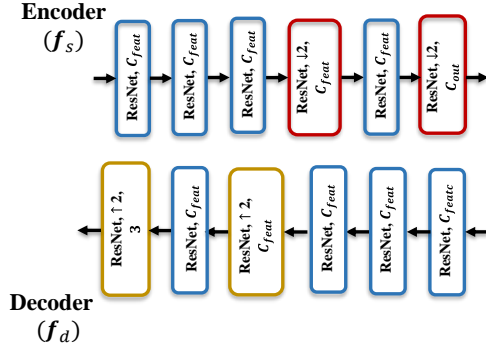 Encoder
(f_s)
ResNet, C_feat
ResNet, C_feat
ResNet, C_feat
ResNet, ↓2,
C_feat
ResNet, C_feat
ResNet, ↓2,
C_out
ResNet, ↑ 2,
3
ResNet, C_feat
ResNet, ↑ 2,
C_feat
ResNet, C_feat
ResNet, C_feat
ResNet, C_featc
Decoder
(f_d)